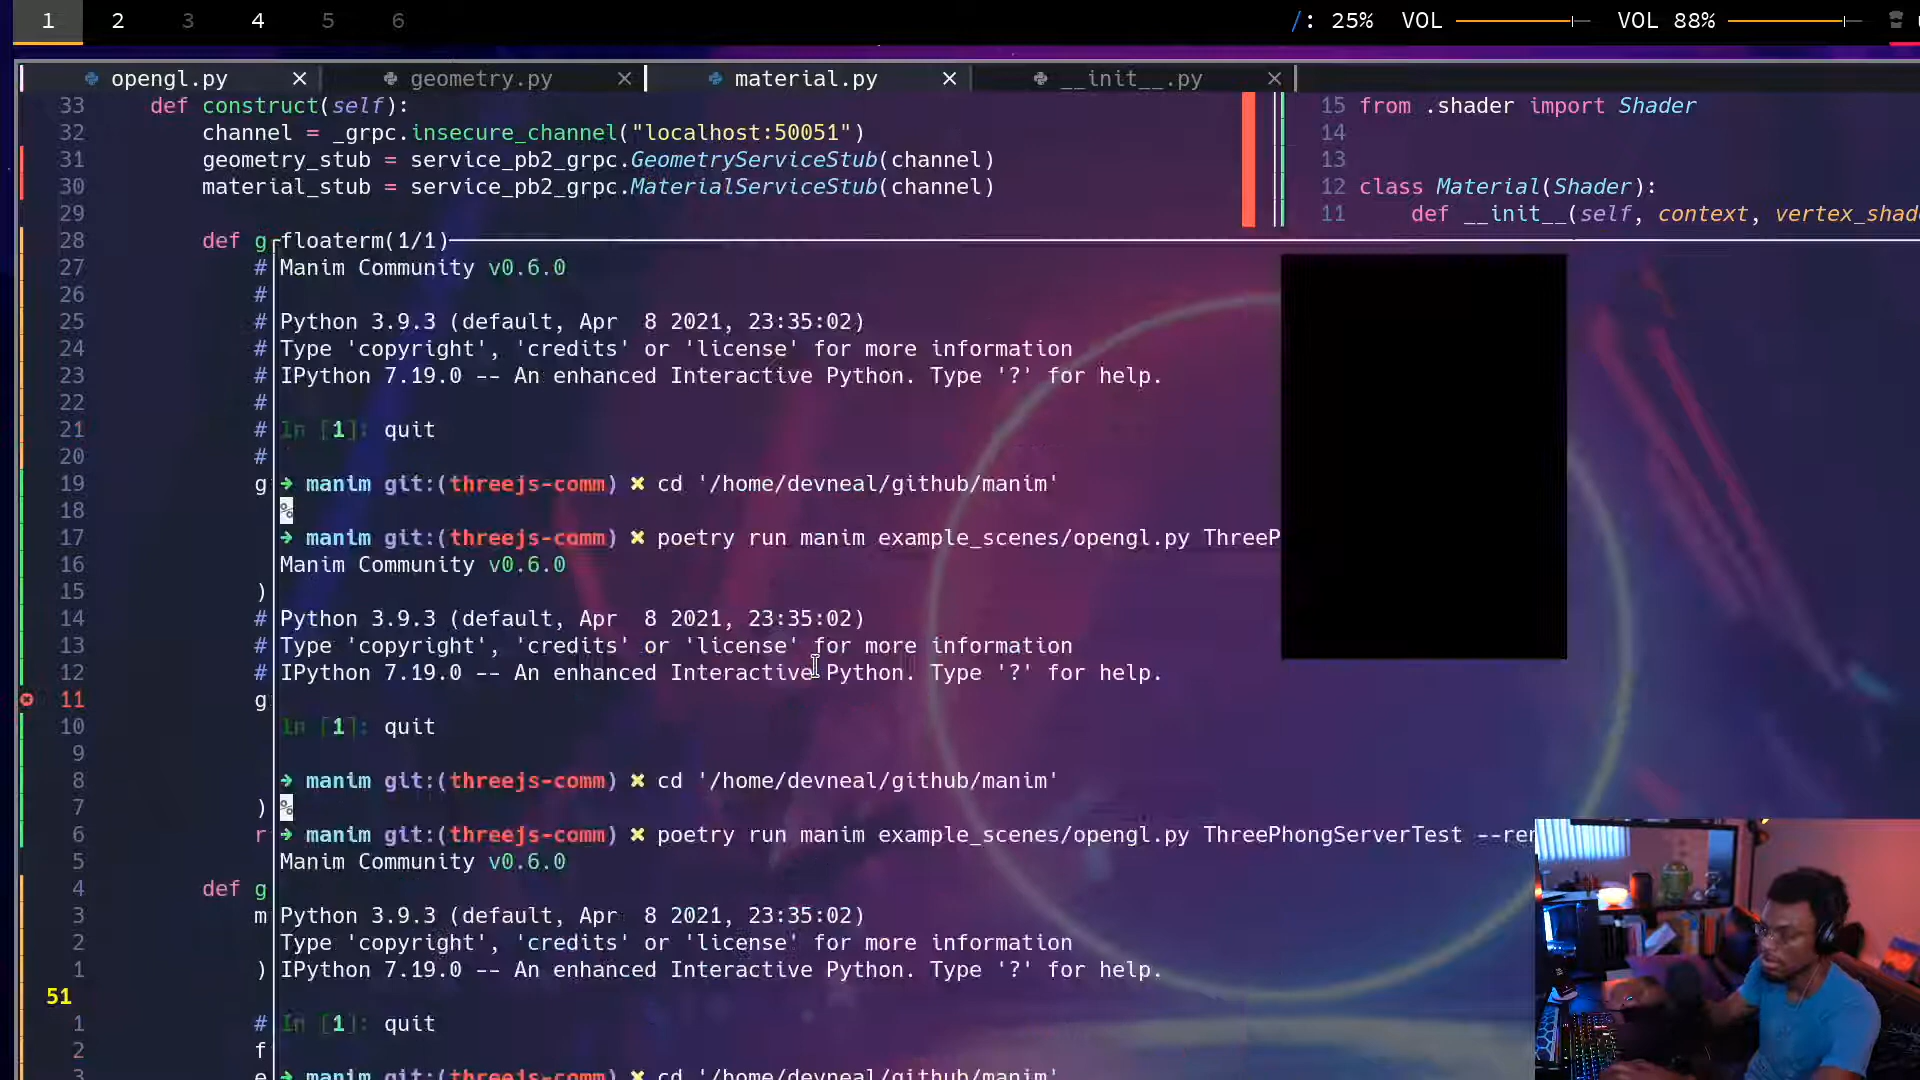 1 2 3 4 5 6 /: 25% VOL VOL 88%
opengl.py × geometry.py × material.py × __init__.py ×
33 def construct(self):
32 channel = _grpc.insecure_channel("localhost:50051")
31 geometry_stub = service_pb2_grpc.GeometryServiceStub(channel)
30 material_stub = service_pb2_grpc.MaterialServiceStub(channel)
29
28 def g
27 #
26 #
25 #
24 #
23 #
22 #
21 #
20 #
19 g
18
17
16
15 )
14 #
13 #
12 #
11 g
10
9
8
7 )
6 r
5
4 def g
3 m
2
1 )
51
1 #
2 f
3 e
15 from .shader import Shader
14
13
12 class Material(Shader):
11 def __init__(self, context, vertex_shad
floaterm(1/1)
Manim Community v0.6.0
Python 3.9.3 (default, Apr 8 2021, 23:35:02)
Type 'copyright', 'credits' or 'license' for more information
IPython 7.19.0 -- An enhanced Interactive Python. Type '?' for help.
In [1]: quit
➜ manim git:(threejs-comm) ✖ cd '/home/devneal/github/manim'
%
➜ manim git:(threejs-comm) ✖ poetry run manim example_scenes/opengl.py ThreeP
Manim Community v0.6.0
Python 3.9.3 (default, Apr 8 2021, 23:35:02)
Type 'copyright', 'credits' or 'license' for more information
IPython 7.19.0 -- An enhanced Interactive Python. Type '?' for help.
In [1]: quit
➜ manim git:(threejs-comm) ✖ cd '/home/devneal/github/manim'
%
➜ manim git:(threejs-comm) ✖ poetry run manim example_scenes/opengl.py ThreePhongServerTest --ren
Manim Community v0.6.0
Python 3.9.3 (default, Apr 8 2021, 23:35:02)
Type 'copyright', 'credits' or 'license' for more information
IPython 7.19.0 -- An enhanced Interactive Python. Type '?' for help.
In [1]: quit
➜ manim git:(threejs-comm) ✖ cd '/home/devneal/github/manim'